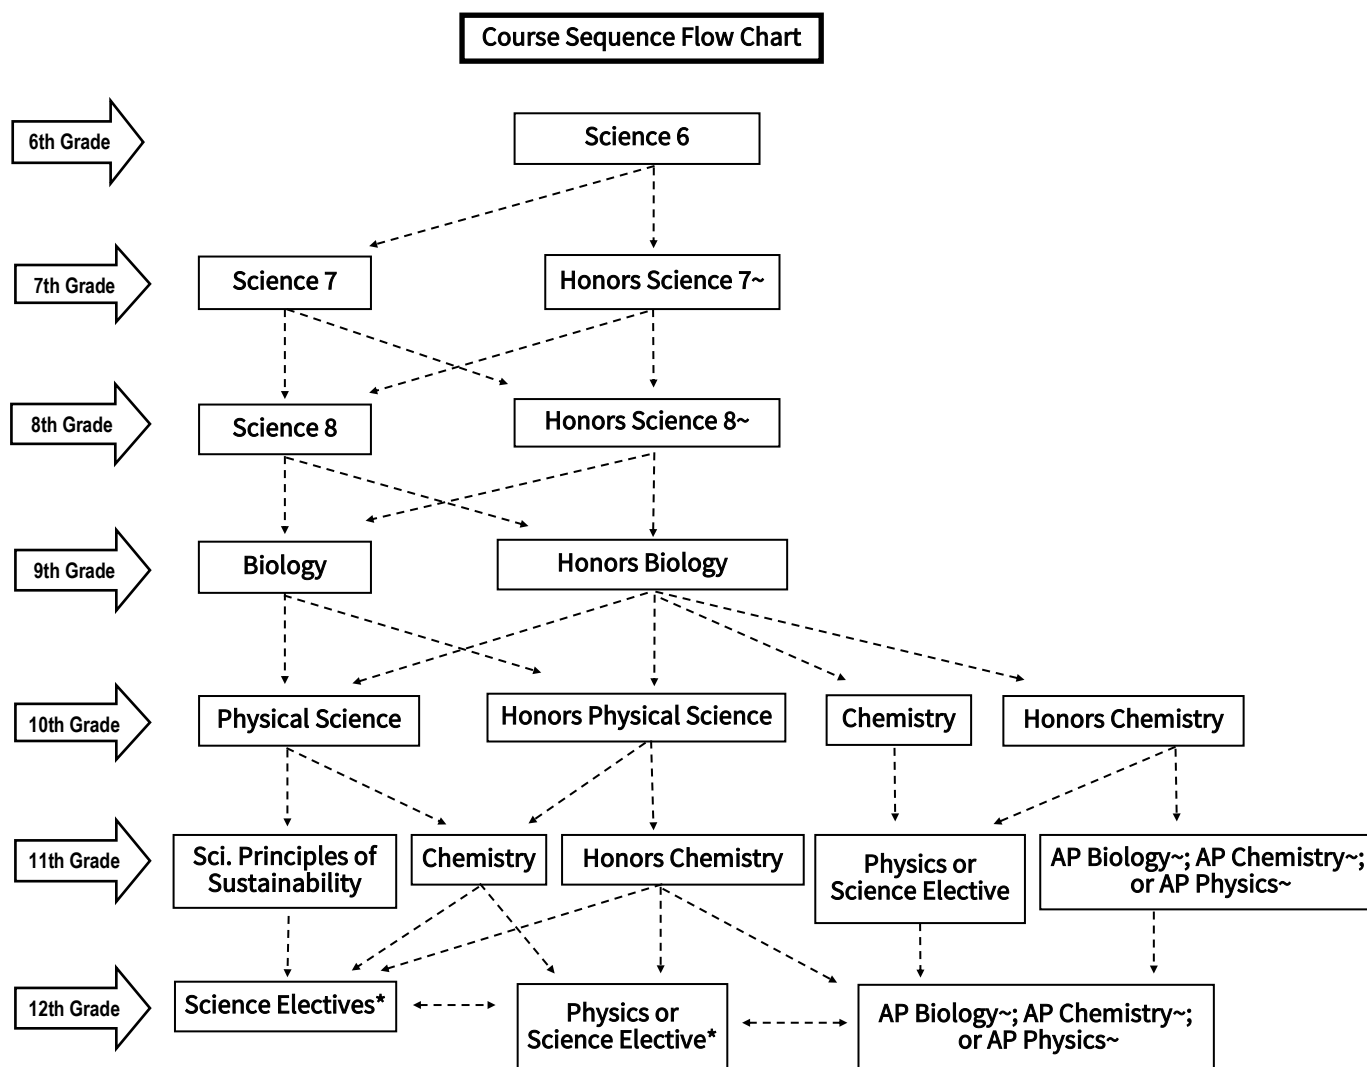 Course Sequence Flow Chart
6th Grade
Science 6
7th Grade
Science 7
Honors Science 7~
8th Grade
Science 8
Honors Science 8~
9th Grade
Biology
Honors Biology
10th Grade
Physical Science
Honors Physical Science
Chemistry
Honors Chemistry
11th Grade
Sci. Principles of
Sustainability
Chemistry
Honors Chemistry
Physics or
Science Elective
AP Biology~; AP Chemistry~;
or AP Physics~
12th Grade
Science Electives*
Physics or
Science Elective*
AP Biology~; AP Chemistry~;
or AP Physics~